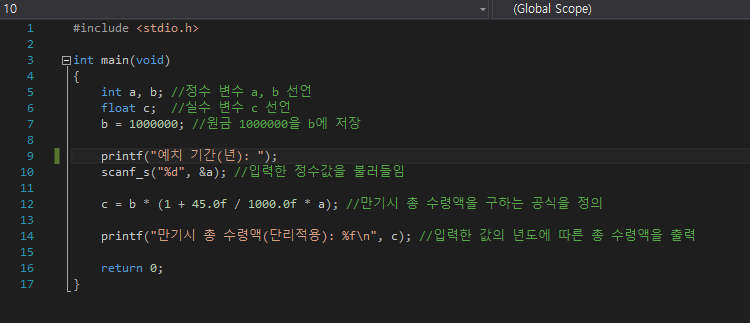 10 (Global Scope)
1 #include <stdio.h>
2
3 int main(void)
4 {
5 int a, b; //정수 변수 a, b 선언
6 float c;  //실수 변수 c 선언
7 b = 1000000; //원금 1000000을 b에 저장
8
9 printf("예치 기간(년): ");
10 scanf_s("%d", &a); //입력한 정수값을 불러들임
11
12 c = b * (1 + 45.0f / 1000.0f * a); //만기시 총 수령액을 구하는 공식을 정의
13
14 printf("만기시 총 수령액(단리적용): %f\n", c); //입력한 값의 년도에 따른 총 수령액을 출력
15
16 return 0;
17 }